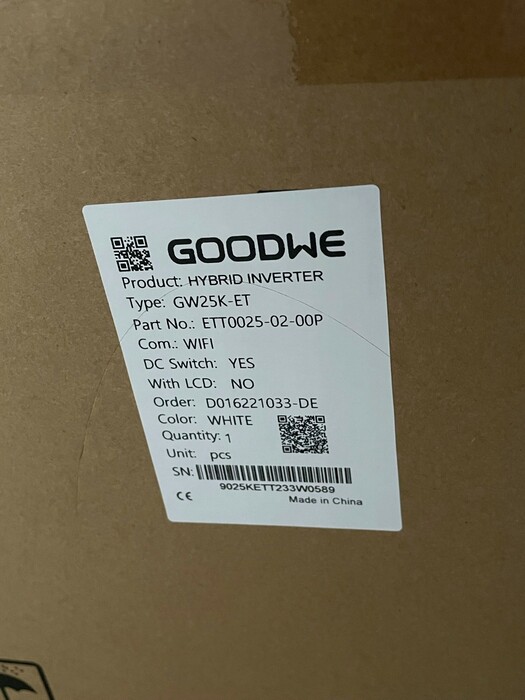 GOODWE
Product: HYBRID INVERTER
Type: GW25K-ET
Part No.: ETT0025-02-00P
Com.: WIFI
DC Switch: YES
With LCD: NO
Order: D016221033-DE
Color: WHITE
Quantity: 1
Unit: pcs
SN:
9025KETT233W0589
CE
Made in China